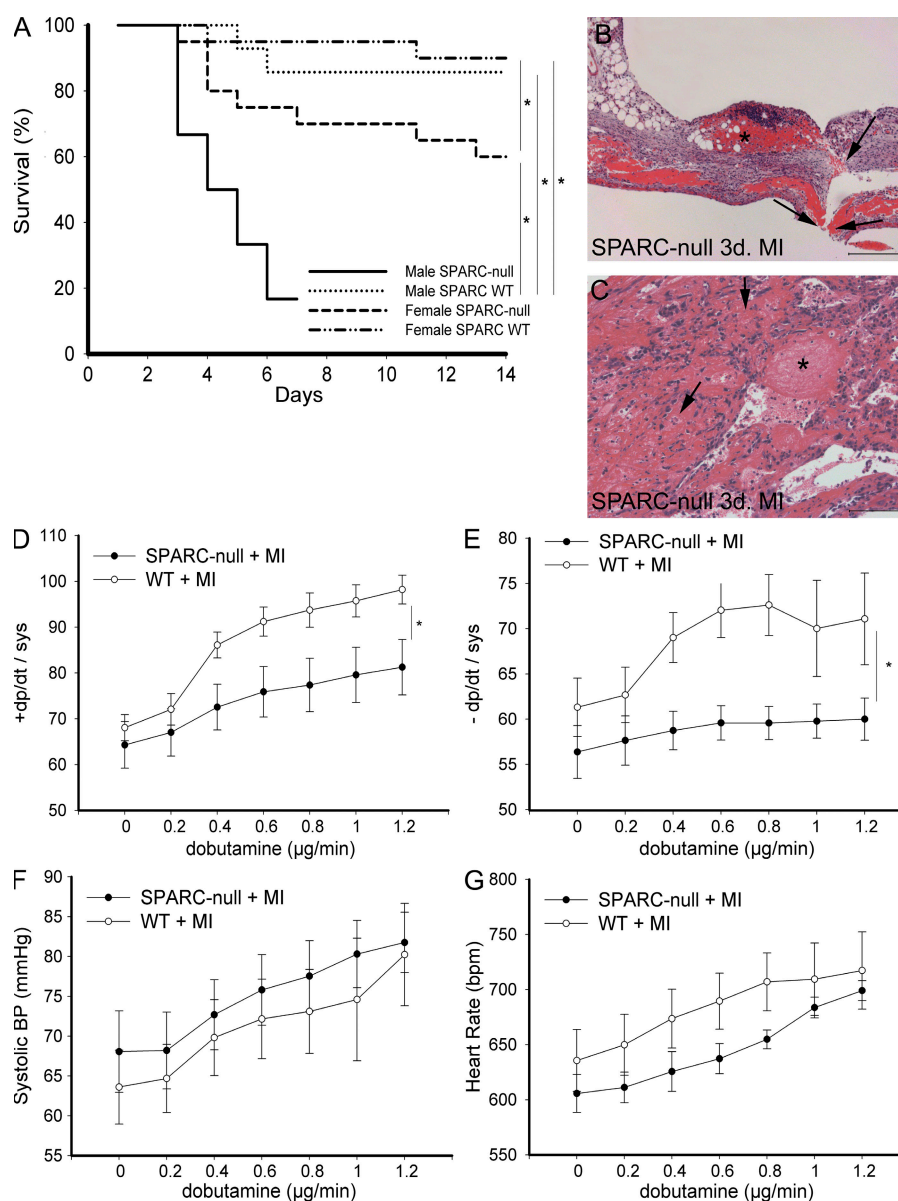 A
100
80
60
40
20
0
Survival (%)
0 2 4 6 8 10 12 14
Days
Male SPARC-null
Male SPARC WT
Female SPARC-null
Female SPARC WT
* * * *
B
*
SPARC-null 3d. MI
C
*
SPARC-null 3d. MI
D
110
100
90
80
70
60
50
+dp/dt / sys
SPARC-null + MI
WT + MI
*
0 0.2 0.4 0.6 0.8 1 1.2
dobutamine (µg/min)
E
80
75
70
65
60
55
50
- dp/dt / sys
SPARC-null + MI
WT + MI
*
0 0.2 0.4 0.6 0.8 1 1.2
dobutamine (µg/min)
F
90
85
80
75
70
65
60
55
Systolic BP (mmHg)
SPARC-null + MI
WT + MI
0 0.2 0.4 0.6 0.8 1 1.2
dobutamine (µg/min)
G
800
750
700
650
600
550
Heart Rate (bpm)
SPARC-null + MI
WT + MI
0 0.2 0.4 0.6 0.8 1 1.2
dobutamine (µg/min)